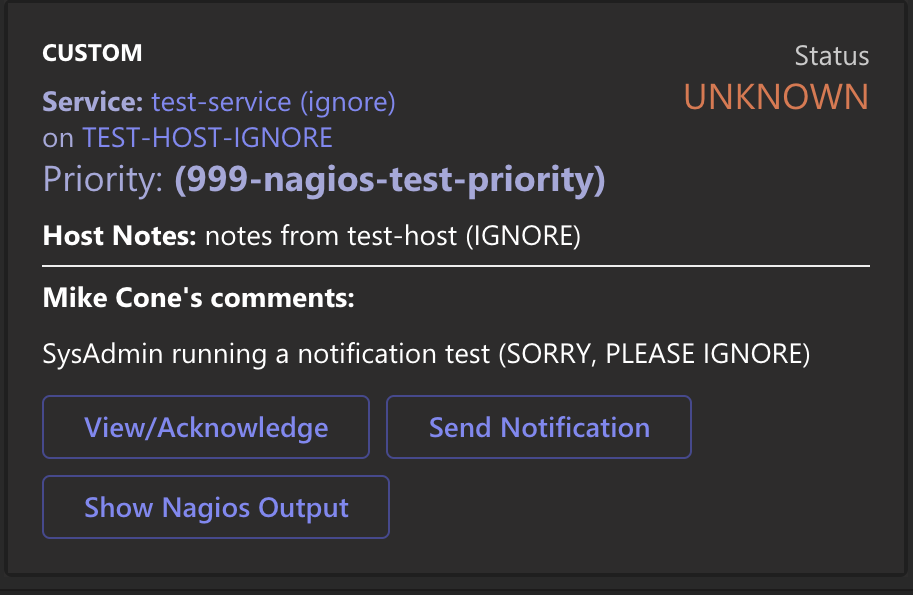 CUSTOM
Status
Service: test-service (ignore)
UNKNOWN
on TEST-HOST-IGNORE
Priority: (999-nagios-test-priority)
Host Notes: notes from test-host (IGNORE)
Mike Cone's comments:
SysAdmin running a notification test (SORRY, PLEASE IGNORE)
View/Acknowledge
Send Notification
Show Nagios Output